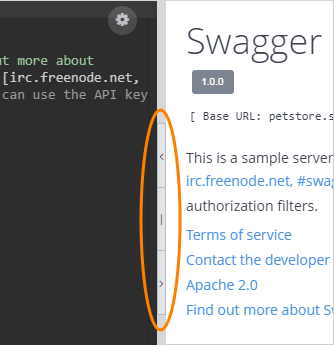 ut more about
[irc.freenode.net,
can use the API key
Swagger
1.0.0
[ Base URL: petstore.s
This is a sample server
irc.freenode.net, #swag
authorization filters.
Terms of service
Contact the developer
Apache 2.0
Find out more about Sw